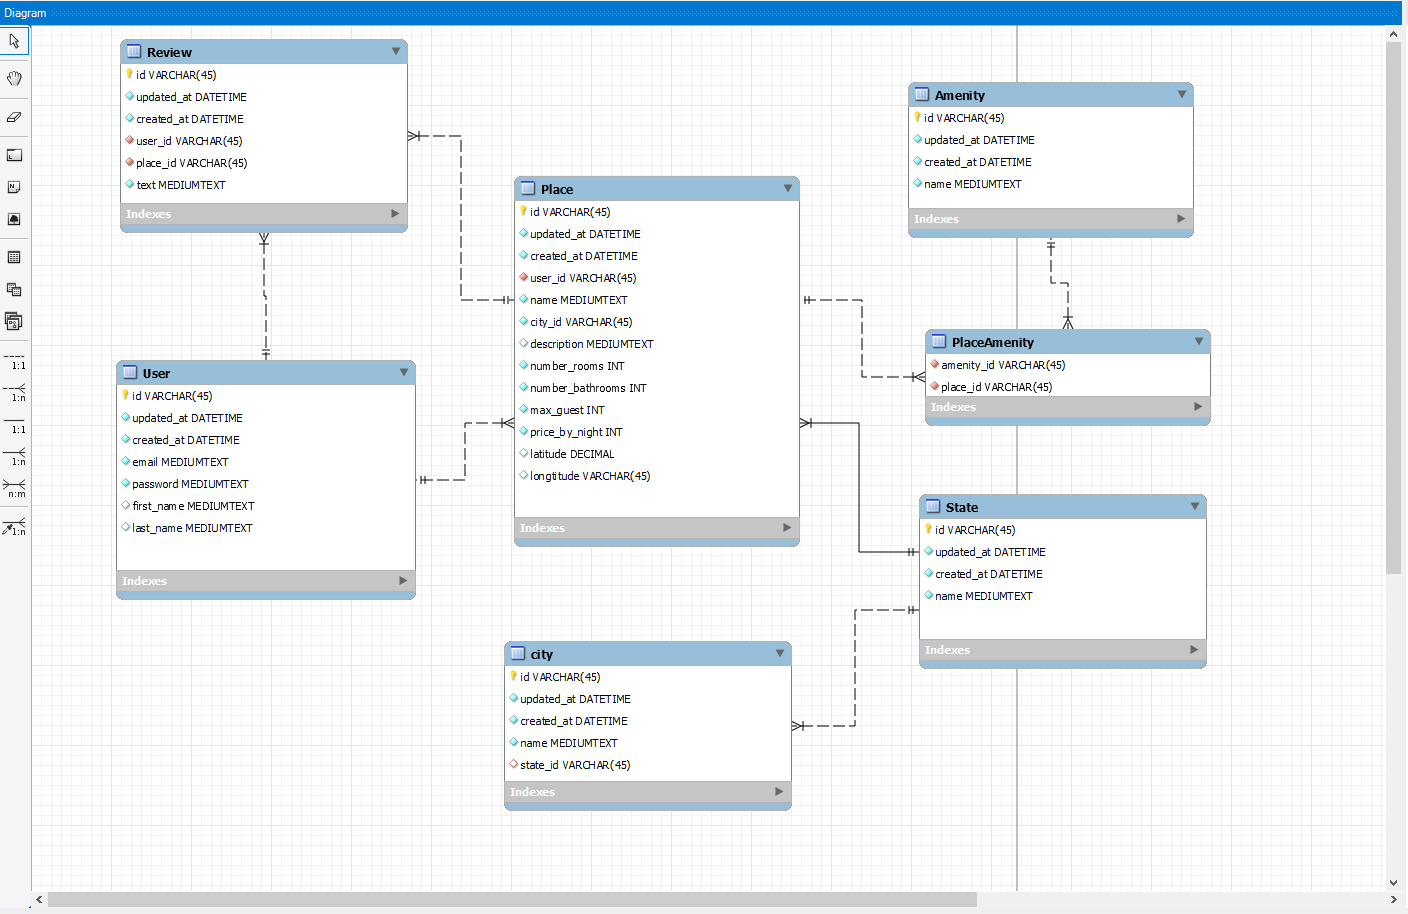 Diagram
Review
id VARCHAR(45)
updated_at DATETIME
created_at DATETIME
user_id VARCHAR(45)
place_id VARCHAR(45)
text MEDIUMTEXT
Indexes
User
id VARCHAR(45)
updated_at DATETIME
created_at DATETIME
email MEDIUMTEXT
password MEDIUMTEXT
first_name MEDIUMTEXT
last_name MEDIUMTEXT
Indexes
Place
id VARCHAR(45)
updated_at DATETIME
created_at DATETIME
user_id VARCHAR(45)
name MEDIUMTEXT
city_id VARCHAR(45)
description MEDIUMTEXT
number_rooms INT
number_bathrooms INT
max_guest INT
price_by_night INT
latitude DECIMAL
longtitude VARCHAR(45)
Indexes
city
id VARCHAR(45)
updated_at DATETIME
created_at DATETIME
name MEDIUMTEXT
state_id VARCHAR(45)
Indexes
Amenity
id VARCHAR(45)
updated_at DATETIME
created_at DATETIME
name MEDIUMTEXT
Indexes
PlaceAmenity
amenity_id VARCHAR(45)
place_id VARCHAR(45)
Indexes
State
id VARCHAR(45)
updated_at DATETIME
created_at DATETIME
name MEDIUMTEXT
Indexes
1:1
1:n
1:1
1:n
n:m
1:n